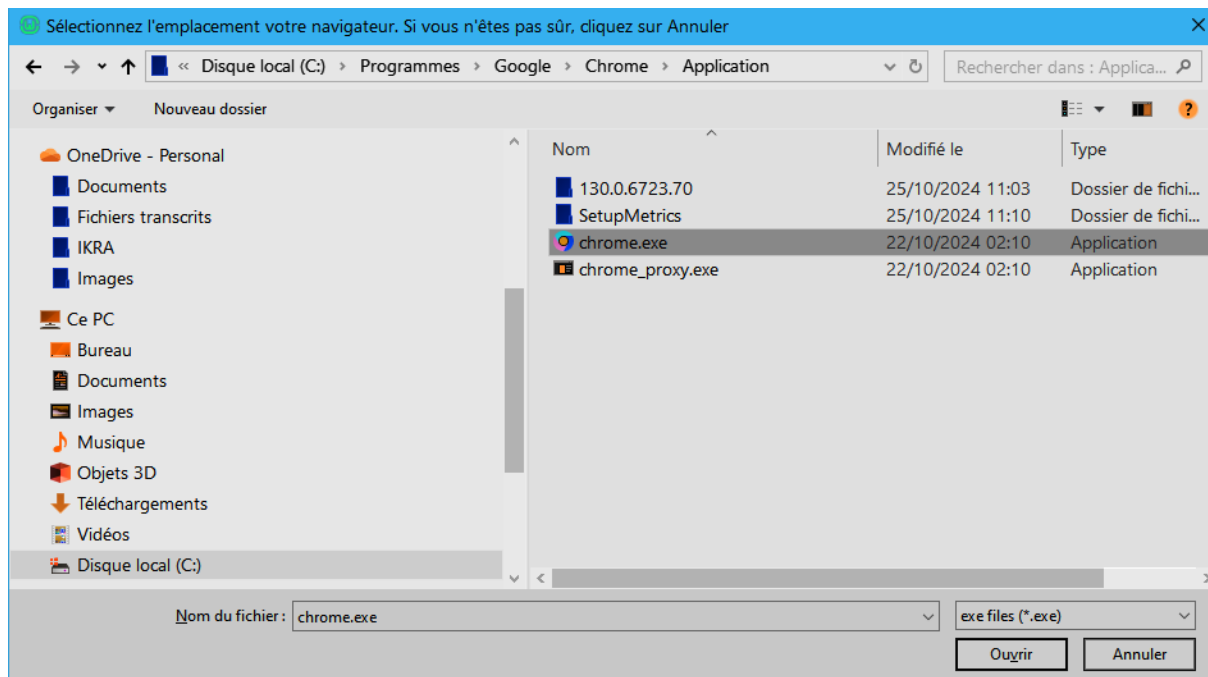 Sélectionnez l'emplacement votre navigateur. Si vous n'êtes pas sûr, cliquez sur Annuler
« Disque local (C:) › Programmes › Google › Chrome › Application
Rechercher dans : Applica...
Organiser
Nouveau dossier
OneDrive - Personal
Documents
Fichiers transcrits
IKRA
Images
Ce PC
Bureau
Documents
Images
Musique
Objets 3D
Téléchargements
Vidéos
Disque local (C:)
Nom Modifié le Type
130.0.6723.70 25/10/2024 11:03 Dossier de fichi...
SetupMetrics 25/10/2024 11:10 Dossier de fichi...
chrome.exe 22/10/2024 02:10 Application
chrome_proxy.exe 22/10/2024 02:10 Application
Nom du fichier : chrome.exe
exe files (*.exe)
Ouvrir
Annuler